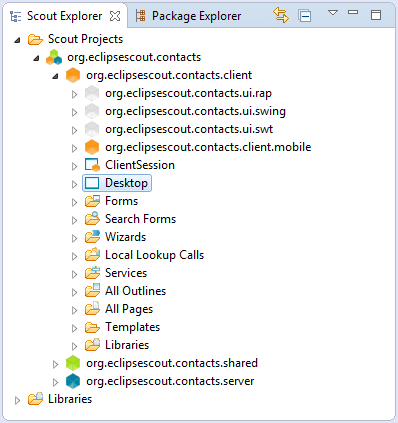 Scout Explorer Package Explorer
Scout Projects
org.eclipsescout.contacts
org.eclipsescout.contacts.client
org.eclipsescout.contacts.ui.rap
org.eclipsescout.contacts.ui.swing
org.eclipsescout.contacts.ui.swt
org.eclipsescout.contacts.client.mobile
ClientSession
Desktop
Forms
Search Forms
Wizards
Local Lookup Calls
Services
All Outlines
All Pages
Templates
Libraries
org.eclipsescout.contacts.shared
org.eclipsescout.contacts.server
Libraries